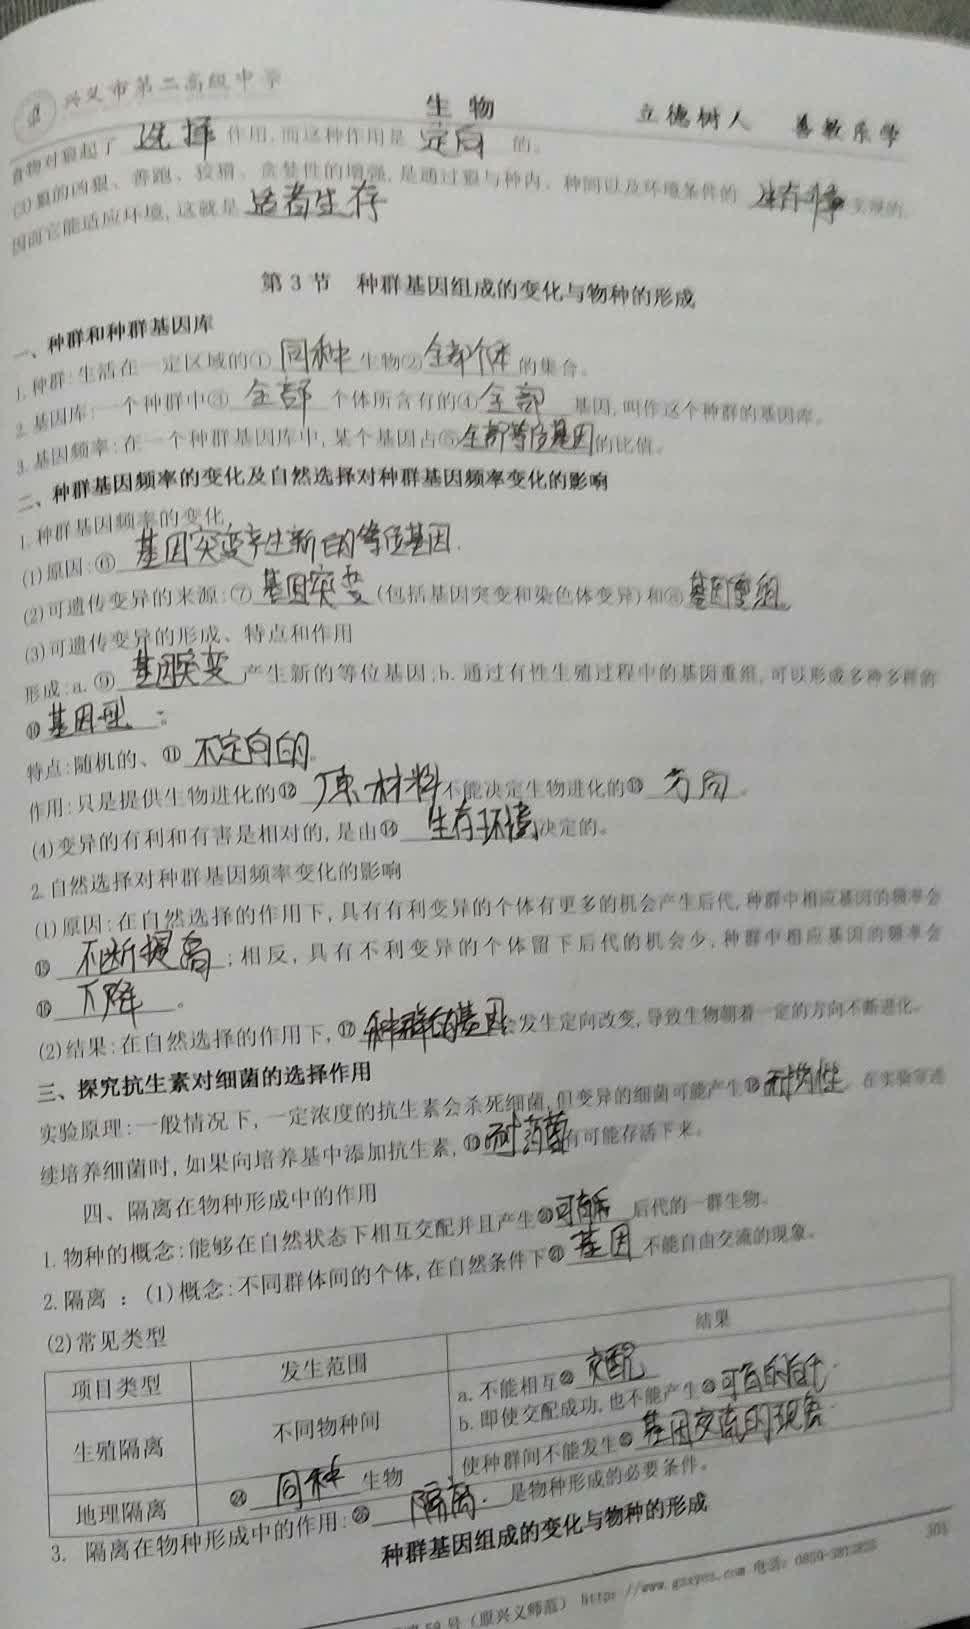 兴义市第二高级中学 生物 立德树人 善教乐学
食物对狼起了 选择 作用,而这种作用是 定向 的。
(3)狼的凶狠、善跑、狡猾、贪婪性的增强,是通过狼与种内、种间以及环境条件的 生存斗争 实现的,
因而它能适应环境,这就是 适者生存
第3节 种群基因组成的变化与物种的形成
一、种群和种群基因库
1.种群:生活在一定区域的① 同种 生物② 全部个体 的集合。
2.基因库:一个种群中③ 全部 个体所含有的④ 全部 基因,叫作这个种群的基因库。
3.基因频率:在一个种群基因库中,某个基因占⑤ 全部等位基因 的比值。
二、种群基因频率的变化及自然选择对种群基因频率变化的影响
1.种群基因频率的变化
(1)原因:⑥ 基因突变产生新的等位基因.
(2)可遗传变异的来源:⑦ 基因突变 (包括基因突变和染色体变异)和⑧ 基因重组。
(3)可遗传变异的形成、特点和作用
形成:a.⑨ 基因突变 产生新的等位基因;b.通过有性生殖过程中的基因重组,可以形成多种多样的
⑩ 基因型 ;
特点:随机的、⑪ 不定向的。
作用:只是提供生物进化的⑫ 原材料 不能决定生物进化的⑬ 方向 。
(4)变异的有利和有害是相对的,是由⑭ 生存环境 决定的。
2.自然选择对种群基因频率变化的影响
(1)原因:在自然选择的作用下,具有有利变异的个体有更多的机会产生后代,种群中相应基因的频率会
⑮ 不断提高 ;相反,具有不利变异的个体留下后代的机会少,种群中相应基因的频率会
⑯ 下降 。
(2)结果:在自然选择的作用下,⑰ 种群的基因 会发生定向改变,导致生物朝着一定的方向不断进化。
三、探究抗生素对细菌的选择作用
实验原理:一般情况下,一定浓度的抗生素会杀死细菌,但变异的细菌可能产生⑱ 耐药性 。在实验室连
续培养细菌时,如果向培养基中添加抗生素,⑲ 耐药菌 有可能存活下来。
四、隔离在物种形成中的作用
1.物种的概念:能够在自然状态下相互交配并且产生⑳ 可育 后代的一群生物。
2.隔离 :(1)概念:不同群体间的个体,在自然条件下㉑ 基因 不能自由交流的现象。
(2)常见类型
项目类型 发生范围 结果
生殖隔离 不同物种间 a.不能相互㉒ 交配
b.即使交配成功,也不能产生㉓ 可育的后代.
地理隔离 ㉔ 同种 生物 使种群间不能发生㉕ 基因交流的现象.
3. 隔离在物种形成中的作用:㉖ 隔离. 是物种形成的必要条件。
种群基因组成的变化与物种的形成
59号(原兴义师范) http: 电话: